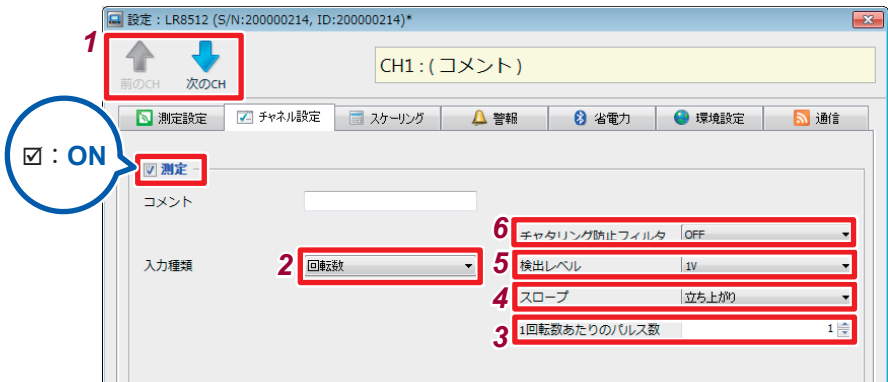 設定：LR8512 (S/N:200000214, ID:200000214)*
1
前のCH 次のCH
CH1 : ( コメント )
測定設定 チャネル設定 スケーリング 警報 省電力 環境設定 通信
☑：ON
測定
コメント
6 チャタリング防止フィルタ OFF
入力種類 2 回転数 5 検出レベル 1V
4 スロープ 立ち上がり
3 1回転数あたりのパルス数 1